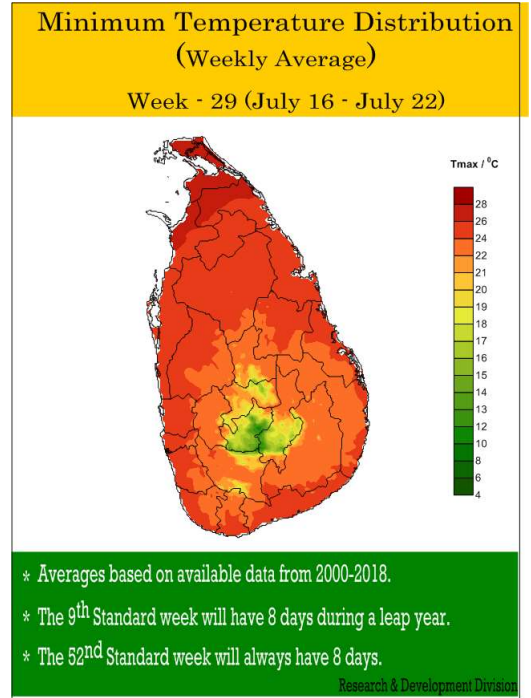 Minimum Temperature Distribution
(Weekly Average)
Week - 29 (July 16 - July 22)
Tmax / ⁰C
28
26
24
22
21
20
19
18
17
16
15
14
13
12
10
8
6
4
* Averages based on available data from 2000-2018.
* The 9th Standard week will have 8 days during a leap year.
* The 52nd Standard week will always have 8 days.
Research & Development Division